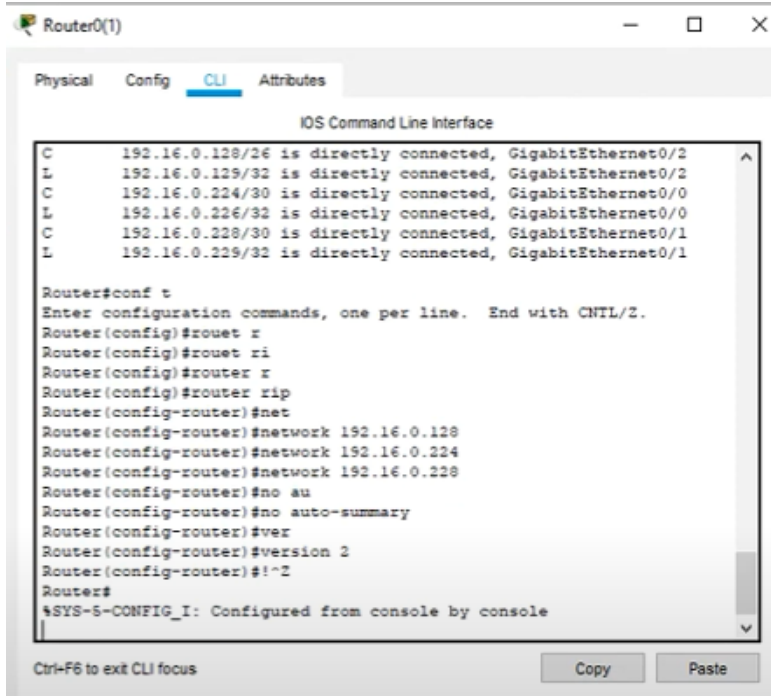 Router0(1)
Physical Config CLI Attributes
IOS Command Line Interface
C 192.16.0.128/26 is directly connected, GigabitEthernet0/2
L 192.16.0.129/32 is directly connected, GigabitEthernet0/2
C 192.16.0.224/30 is directly connected, GigabitEthernet0/0
L 192.16.0.226/32 is directly connected, GigabitEthernet0/0
C 192.16.0.228/30 is directly connected, GigabitEthernet0/1
L 192.16.0.229/32 is directly connected, GigabitEthernet0/1
Router#conf t
Enter configuration commands, one per line. End with CNTL/Z.
Router(config)#rouet r
Router(config)#rouet ri
Router(config)#router r
Router(config)#router rip
Router(config-router)#net
Router(config-router)#network 192.16.0.128
Router(config-router)#network 192.16.0.224
Router(config-router)#network 192.16.0.228
Router(config-router)#no au
Router(config-router)#no auto-summary
Router(config-router)#ver
Router(config-router)#version 2
Router(config-router)#!^Z
Router#
%SYS-5-CONFIG_I: Configured from console by console
Ctrl+F6 to exit CLI focus
Copy Paste